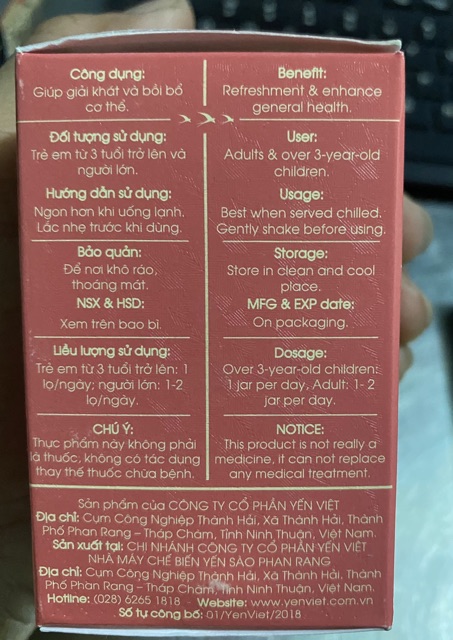 Công dụng:
Giúp giải khát và bồi bổ
cơ thể.
Đối tượng sử dụng:
Trẻ em từ 3 tuổi trở lên và
người lớn.
Hướng dẫn sử dụng:
Ngon hơn khi uống lạnh.
Lắc nhẹ trước khi dùng.
Bảo quản:
Để nơi khô ráo,
thoáng mát.
NSX & HSD:
Xem trên bao bì.
Liều lượng sử dụng:
Trẻ em từ 3 tuổi trở lên: 1
lọ/ngày; người lớn: 1-2
lọ/ngày.
CHÚ Ý:
Thực phẩm này không phải
là thuốc, không có tác dụng
thay thế thuốc chữa bệnh.
Benefit:
Refreshment & enhance
general health.
User:
Adults & over 3-year-old
children.
Usage:
Best when served chilled.
Gently shake before using.
Storage:
Store in clean and cool
place.
MFG & EXP date:
On packaging.
Dosage:
Over 3-year-old children:
1 jar per day, Adult: 1- 2
jar per day.
NOTICE:
This product is not really a
medicine, it can not replace
any medical treatment.
Sản phẩm của CÔNG TY CỔ PHẦN YẾN VIỆT
Địa chỉ: Cụm Công Nghiệp Thành Hải, Xã Thành Hải, Thành
Phố Phan Rang – Tháp Chàm, Tỉnh Ninh Thuận, Việt Nam.
Sản xuất tại: CHI NHÁNH CÔNG TY CỔ PHẦN YẾN VIỆT
NHÀ MÁY CHẾ BIẾN YẾN SÀO PHAN RANG
Địa chỉ: Cụm Công Nghiệp Thành Hải, Xã Thành Hải, Thành
Phố Phan Rang – Tháp Chàm, Tỉnh Ninh Thuận, Việt Nam.
Hotline: (028) 6265 1818 - Website: www.yenviet.com.vn
Số tự công bố: 01/YenViet/2018